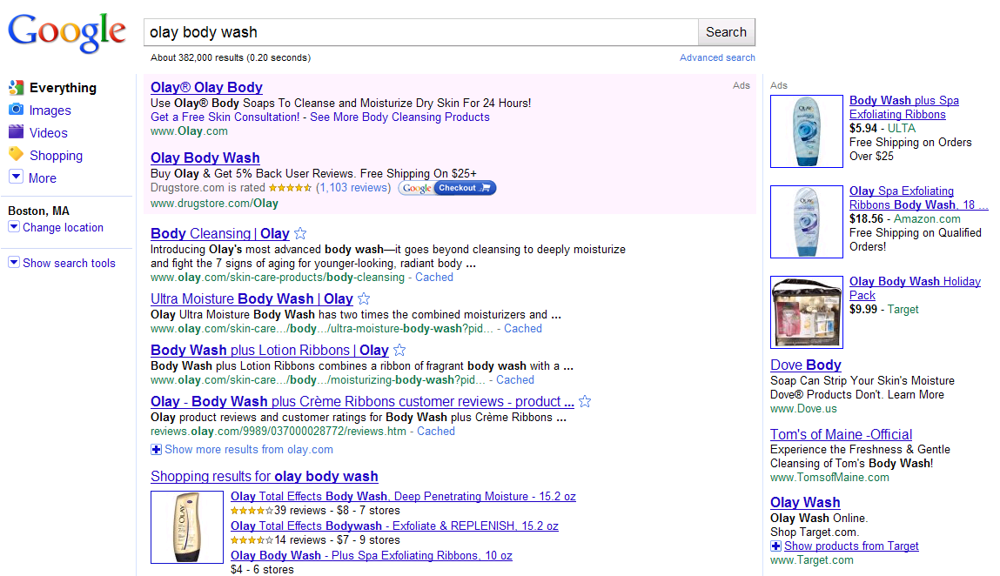 Google
olay body wash
Search
About 382,000 results (0.20 seconds)
Advanced search
Everything
Images
Videos
Shopping
More
Boston, MA
Change location
Show search tools
Ads
Olay® Olay Body
Use Olay® Body Soaps To Cleanse and Moisturize Dry Skin For 24 Hours!
Get a Free Skin Consultation! - See More Body Cleansing Products
www.Olay.com
Olay Body Wash
Buy Olay & Get 5% Back User Reviews. Free Shipping On $25+
Drugstore.com is rated ★★★★★ (1,103 reviews) Google Checkout
www.drugstore.com/Olay
Body Cleansing | Olay
Introducing Olay's most advanced body wash—it goes beyond cleansing to deeply moisturize
and fight the 7 signs of aging for younger-looking, radiant body ...
www.olay.com/skin-care-products/body-cleansing - Cached
Ultra Moisture Body Wash | Olay
Olay Ultra Moisture Body Wash has two times the combined moisturizers and ...
www.olay.com/skin-care.../body.../ultra-moisture-body-wash?pid... - Cached
Body Wash plus Lotion Ribbons | Olay
Body Wash plus Lotion Ribbons combines a ribbon of fragrant body wash with a ...
www.olay.com/skin-care.../body.../moisturizing-body-wash?pid... - Cached
Olay - Body Wash plus Crème Ribbons customer reviews - product ...
Olay product reviews and customer ratings for Body Wash plus Crème Ribbons ...
reviews.olay.com/9989/037000028772/reviews.htm - Cached
Show more results from olay.com
Shopping results for olay body wash
OLAY
Olay Total Effects Body Wash, Deep Penetrating Moisture - 15.2 oz
39 reviews - $8 - 7 stores
Olay Total Effects Bodywash - Exfoliate & REPLENISH, 15.2 oz
14 reviews - $7 - 9 stores
Olay Body Wash - Plus Spa Exfoliating Ribbons, 10 oz
$4 - 6 stores
Ads
OLAY
Body Wash plus Spa
Exfoliating Ribbons
$5.94 - ULTA
Free Shipping on Orders
Over $25
OLAY
Olay Spa Exfoliating
Ribbons Body Wash, 18 ...
$18.56 - Amazon.com
Free Shipping on Qualified
Orders!
Olay Body Wash Holiday
Pack
$9.99 - Target
Dove Body
Soap Can Strip Your Skin's Moisture
Dove® Products Don't. Learn More
www.Dove.us
Tom's of Maine -Official
Experience the Freshness & Gentle
Cleansing of Tom's Body Wash!
www.TomsofMaine.com
Olay Wash
Olay Wash Online.
Shop Target.com.
Show products from Target
www.Target.com